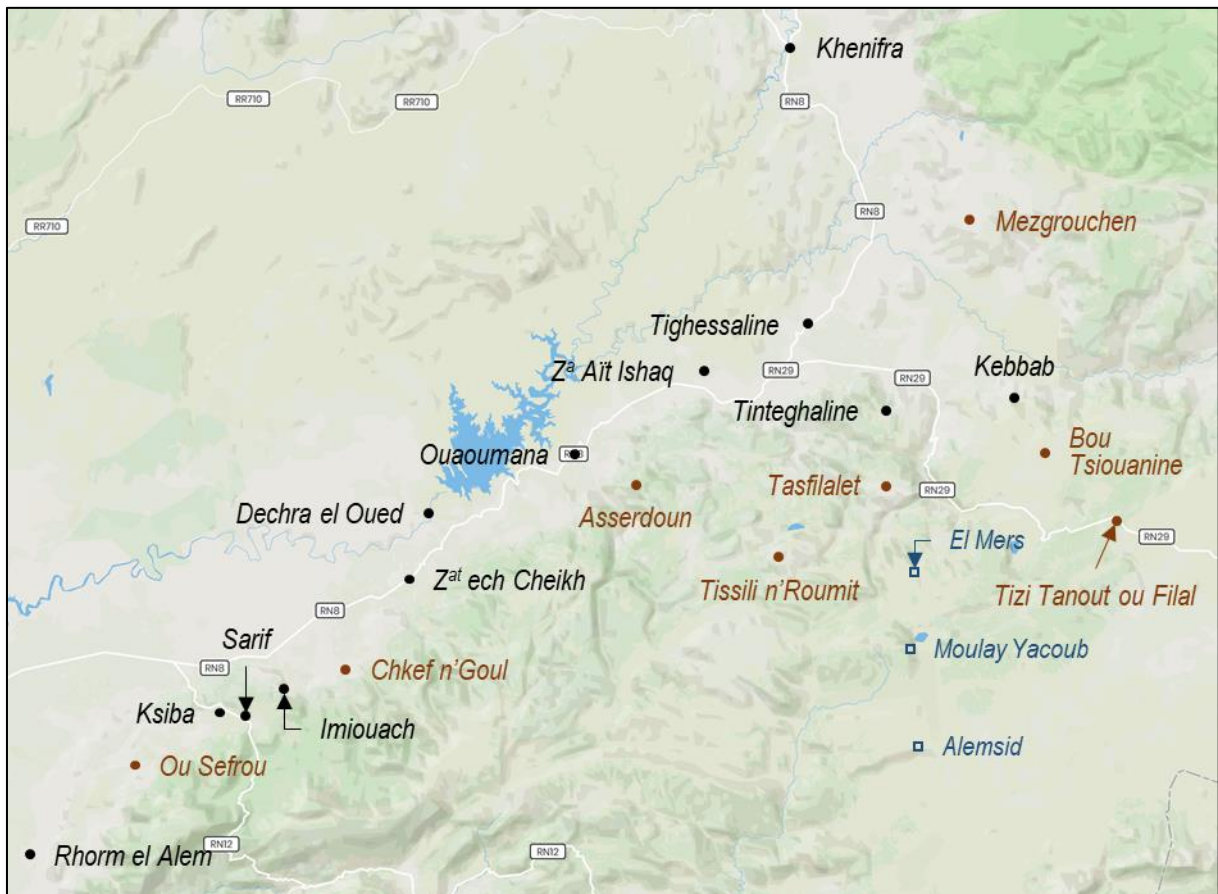 Khenifra
RR710
RR710
RN8
RN8
Mezgrouchen
RR710
Tighessaline
Zᵃ Aït Ishaq
RN29
RN29
Kebbab
Tinteghaline
Ouaoumana
Bou
Tsiouanine
Tasfilalet
RN29
Asserdoun
Dechra el Oued
El Mers
RN29
Tissili n'Roumit
Tizi Tanout ou Filal
Zᵃᵗ ech Cheikh
RN8
Sarif
Moulay Yacoub
RN8
Chkef n'Goul
Ksiba
Imiouach
Alemsid
Ou Sefrou
RN12
RN12
Rhorm el Alem